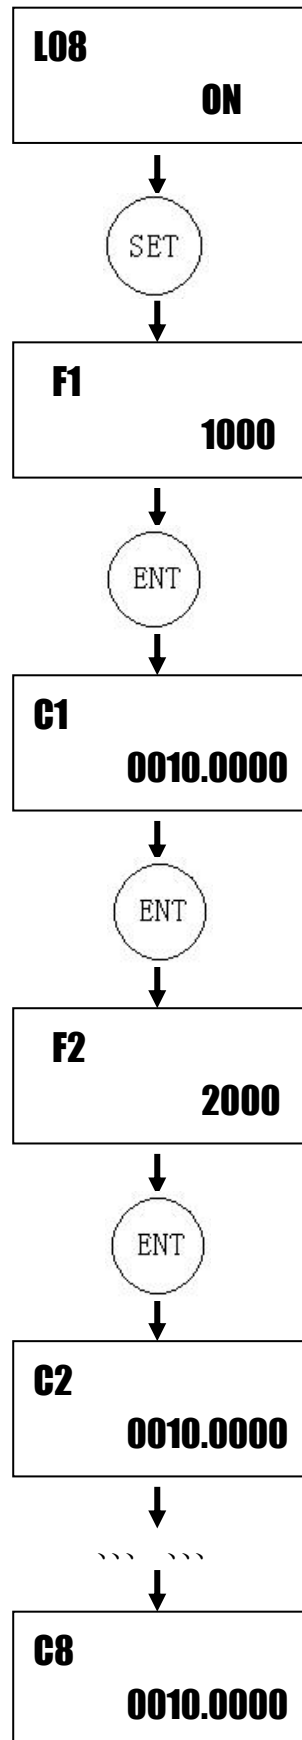 L08
ON
SET
F1
1000
ENT
C1
0010.0000
ENT
F2
2000
ENT
C2
0010.0000
、、、 、、、
C8
0010.0000